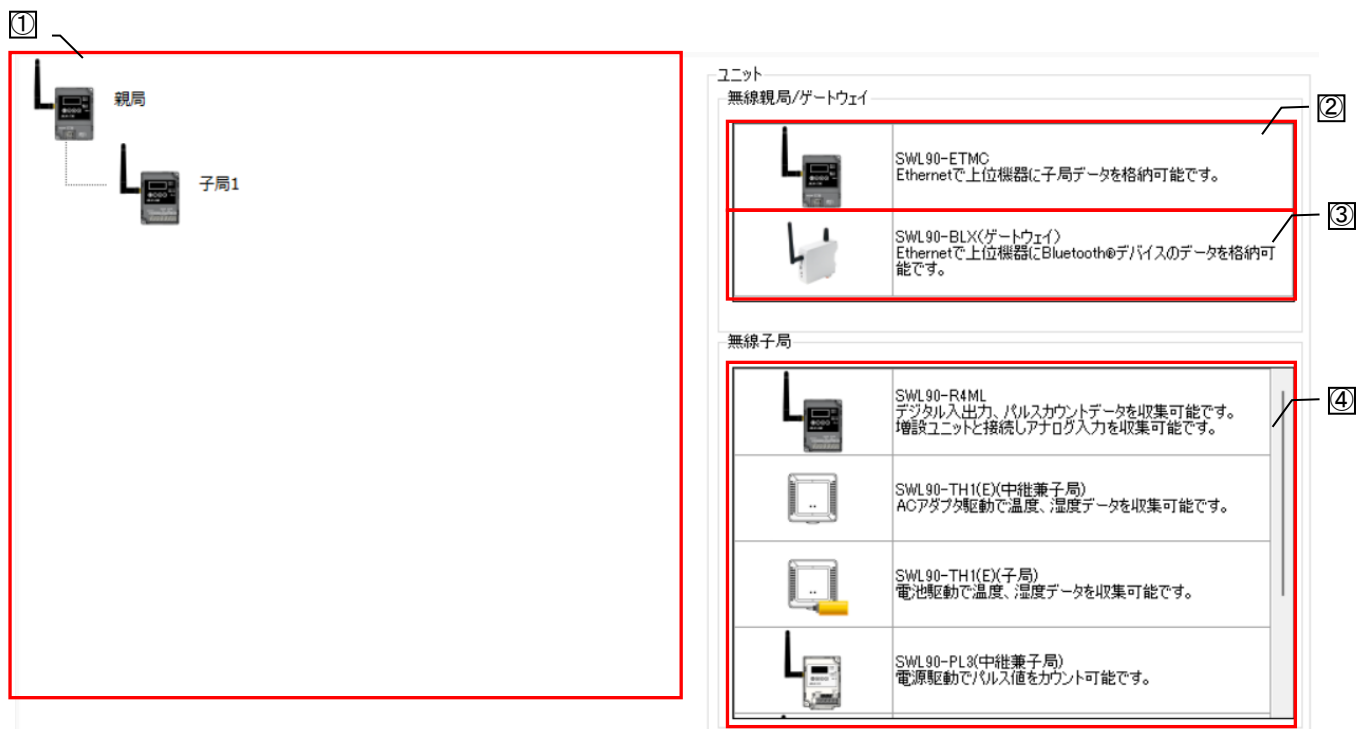 ①
親局
子局1
ユニット
無線親局/ゲートウェイ
②
SWL90-ETMC
Ethernetで上位機器に子局データを格納可能です。
③
SWL90-BLX(ゲートウェイ)
Ethernetで上位機器にBluetooth®デバイスのデータを格納可
能です。
無線子局
④
SWL90-R4ML
デジタル入出力、パルスカウントデータを収集可能です。
増設ユニットと接続しアナログ入力を収集可能です。
SWL90-TH1(E)(中継兼子局)
ACアダプタ駆動で温度、湿度データを収集可能です。
SWL90-TH1(E)(子局)
電池駆動で温度、湿度データを収集可能です。
SWL90-PL3(中継兼子局)
電源駆動でパルス値をカウント可能です。